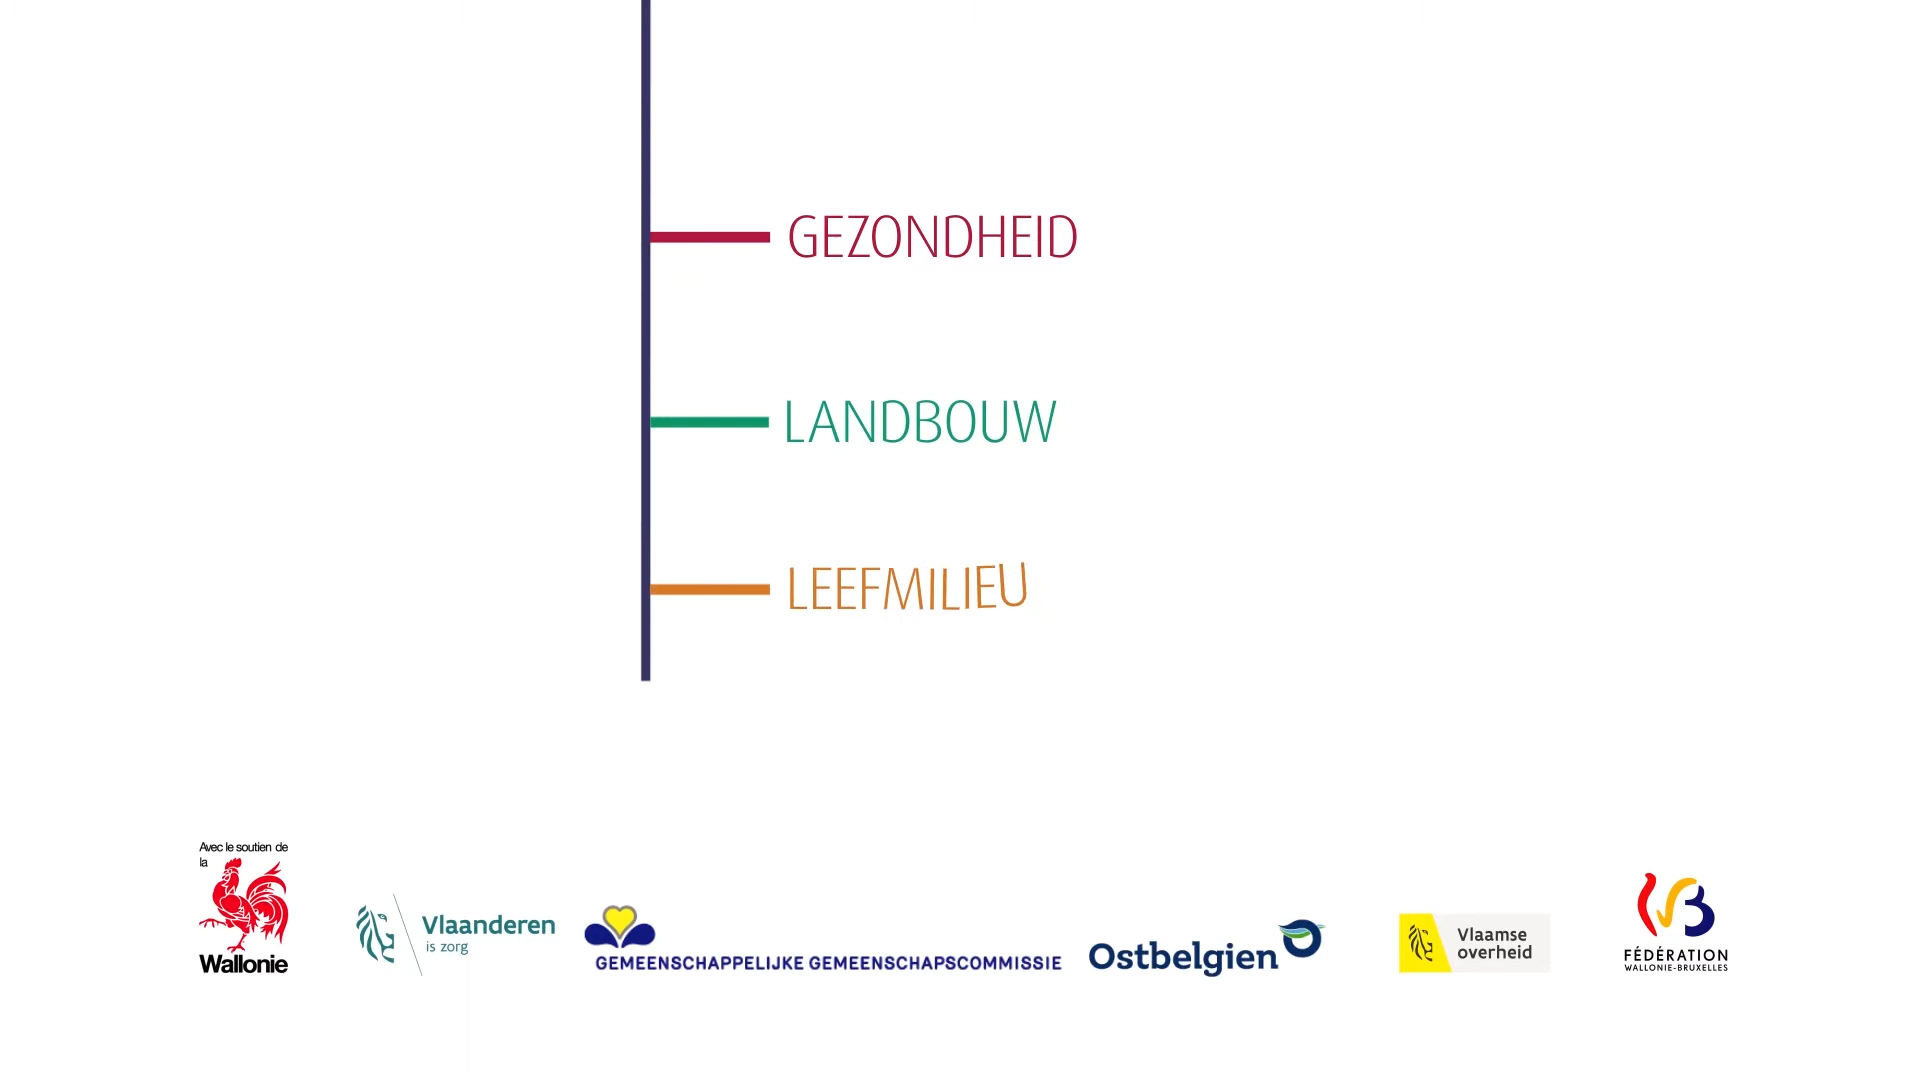 GEZONDHEID
LANDBOUW
LEEFMILIEU
Avec le soutien de
la
Wallonie
Vlaanderen
is zorg
GEMEENSCHAPPELIJKE GEMEENSCHAPSCOMMISSIE
Ostbelgien
Vlaamse
overheid
FÉDÉRATION
WALLONIE-BRUXELLES